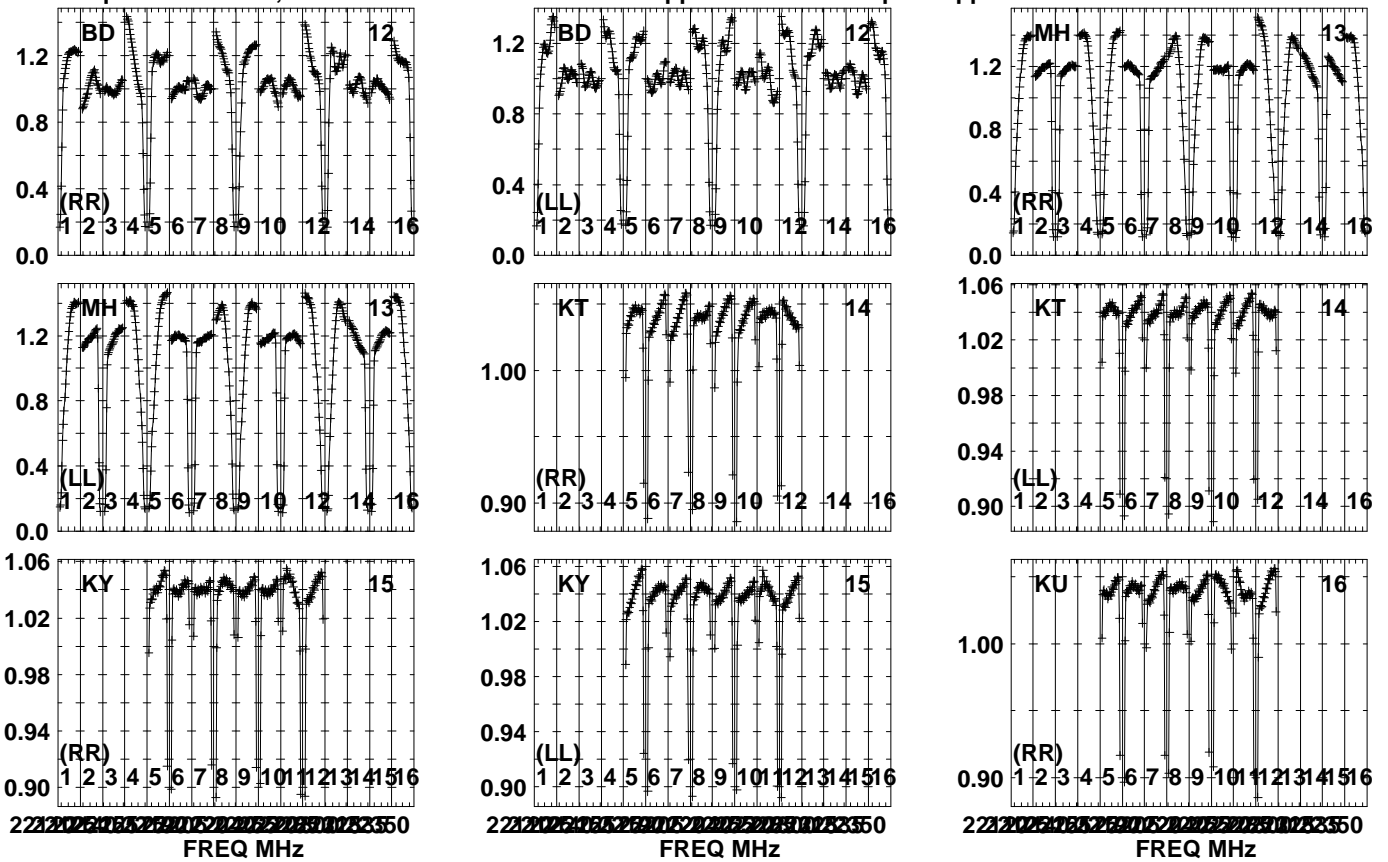 BD 12
1.2
0.8
0.4
0.0
(RR)
1 2 3 4 5 6 7 8 9 10 12 14 16
BD 12
1.2
0.8
0.4
0.0
(LL)
1 2 3 4 5 6 7 8 9 10 12 14 16
MH 13
1.2
0.8
0.4
0.0
(RR)
1 2 3 4 5 6 7 8 9 10 12 14 16
MH 13
1.2
0.8
0.4
0.0
(LL)
1 2 3 4 5 6 7 8 9 10 12 14 16
KT 14
1.00
0.90
(RR)
1 2 3 4 5 6 7 8 9 10 12 14 16
KT 14
1.06
1.02
0.98
0.94
0.90
(LL)
1 2 3 4 5 6 7 8 9 10 12 14 16
KY 15
1.06
1.02
0.98
0.94
0.90
(RR)
1 2 3 4 5 6 7 8 9 10 11 12 13 14 15 16
KY 15
1.06
1.02
0.98
0.94
0.90
(LL)
1 2 3 4 5 6 7 8 9 10 11 12 13 14 15 16
KU 16
1.00
0.90
(RR)
1 2 3 4 5 6 7 8 9 10 11 12 13 14 15 16
FREQ MHz
FREQ MHz
FREQ MHz